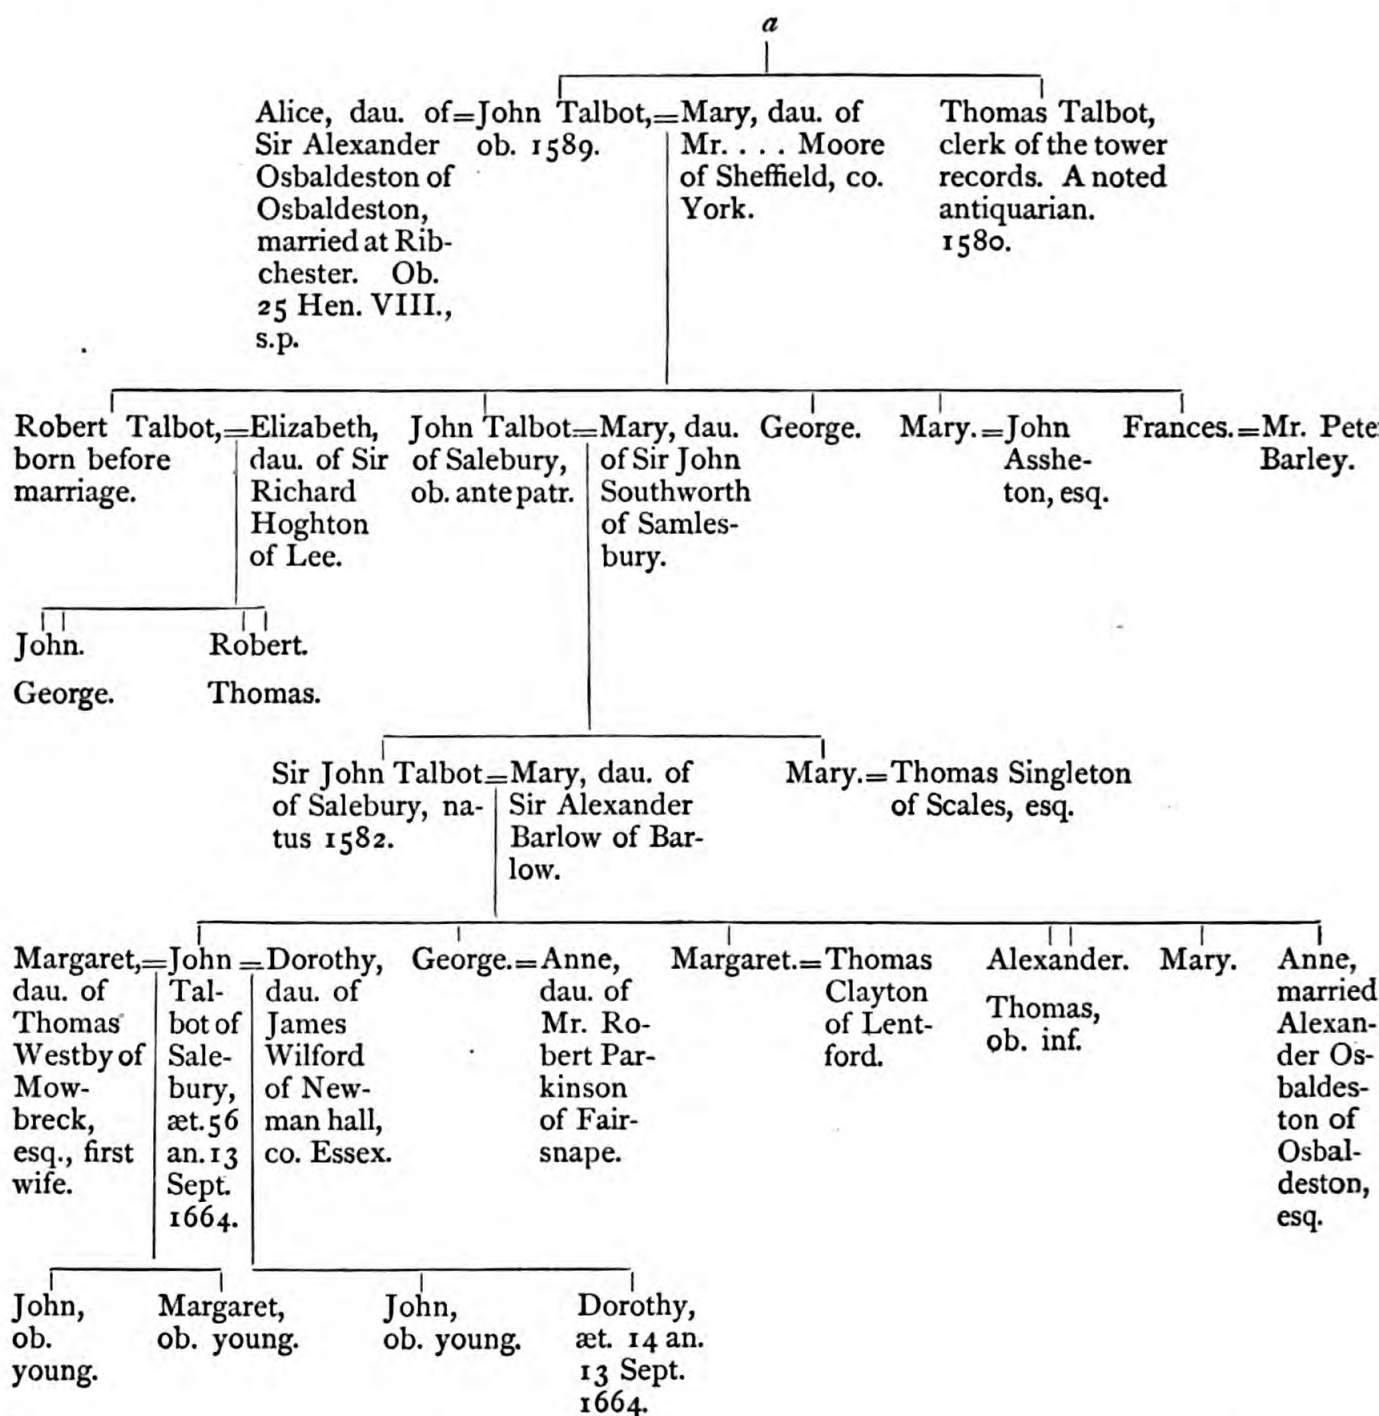 a
Alice, dau. of=John Talbot,=Mary, dau. of
Sir Alexander ob. 1589.
Osbaldeston of
Osbaldeston,
married at Rib-
chester. Ob.
25 Hen. VIII.,
s.p.
Mr. . . . Moore
of Sheffield, co.
York.
Thomas Talbot,
clerk of the tower
records. A noted
antiquarian.
1580.
Robert Talbot,=Elizabeth,
born before
marriage.
dau. of Sir
Richard
Hoghton
of Lee.
John Talbot=Mary, dau.
of Salebury,
ob. ante patr.
of Sir John
Southworth
of Samles-
bury.
George.
Mary.=John
Asshe-
ton, esq.
Frances.=Mr. Pete
Barley.
John.
George.
Robert.
Thomas.
Sir John Talbot=Mary, dau. of
of Salebury, na-
tus 1582.
Sir Alexander
Barlow of Bar-
low.
Mary.=Thomas Singleton
of Scales, esq.
Margaret,=John=Dorothy,
dau. of
Thomas
Westby of
Mow-
breck,
esq., first
wife.
Tal-
bot of
Sale-
bury,
æt. 56
an. 13
Sept.
1664.
dau. of
James
Wilford
of New-
man hall,
co. Essex.
George.=Anne,
dau. of
Mr. Ro-
bert Par-
kinson
of Fair-
snape.
Margaret.=Thomas
Clayton
of Lent-
ford.
Alexander.
Thomas,
ob. inf.
Mary.
Anne,
married
Alexan-
der Os-
baldes-
ton of
Osbal-
deston,
esq.
John,
ob.
young.
Margaret,
ob. young.
John,
ob. young.
Dorothy,
æt. 14 an.
13 Sept.
1664.